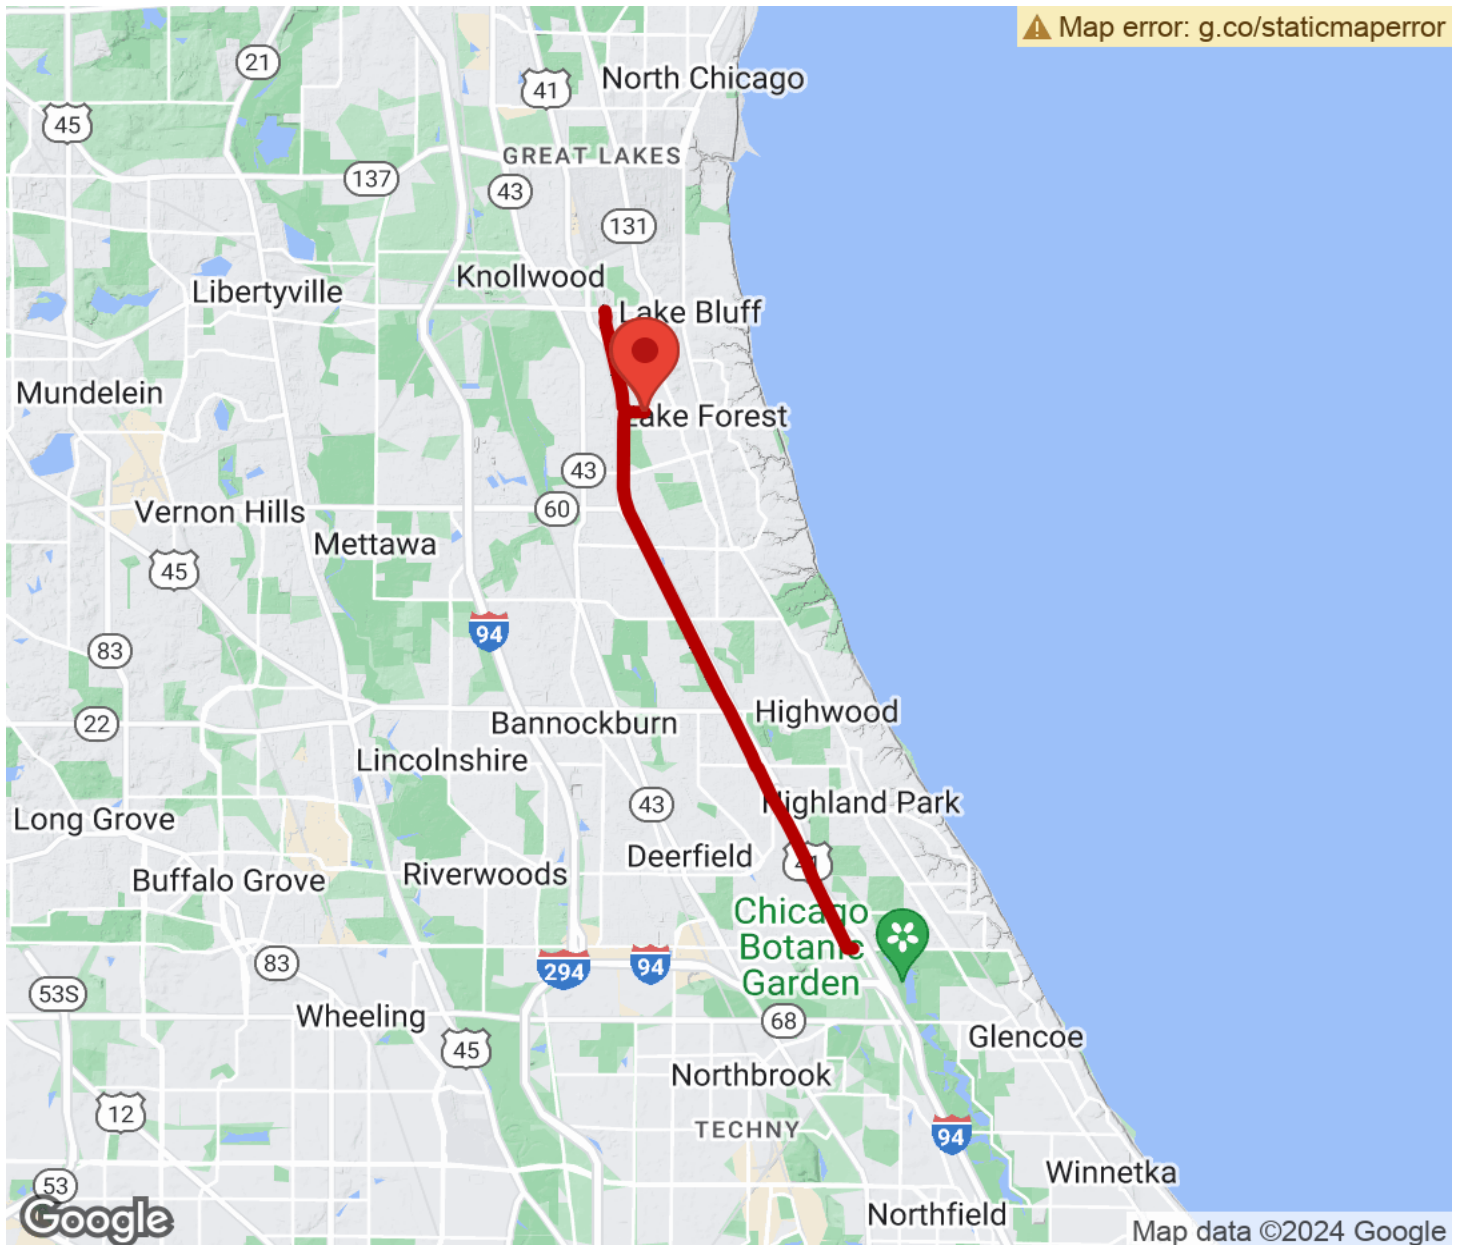 Map error: g.co/staticmaperror
21
North Chicago
41
45
GREAT LAKES
137
43
131
Knollwood
Libertyville
Lake Bluff
Mundelein
Lake Forest
43
60
Vernon Hills
Mettawa
45
94
83
Highwood
22
Bannockburn
Lincolnshire
Highland Park
43
Long Grove
Deerfield
41
Riverwoods
Buffalo Grove
Chicago
Botanic
Garden
83
294
94
53S
Wheeling
68
Glencoe
45
Northbrook
12
TECHNY
94
Winnetka
53
Northfield
Google
Map data ©2024 Google